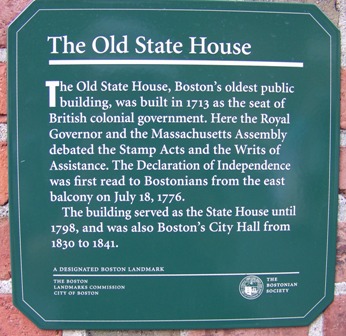 The Old State House
The Old State House, Boston's oldest public
building, was built in 1713 as the seat of
British colonial government. Here the Royal
Governor and the Massachusetts Assembly
debated the Stamp Acts and the Writs of
Assistance. The Declaration of Independence
was first read to Bostonians from the east
balcony on July 18, 1776.
The building served as the State House until
1798, and was also Boston's City Hall from
1830 to 1841.
A DESIGNATED BOSTON LANDMARK
THE BOSTON
LANDMARKS COMMISSION
CITY OF BOSTON
THE
BOSTONIAN
SOCIETY